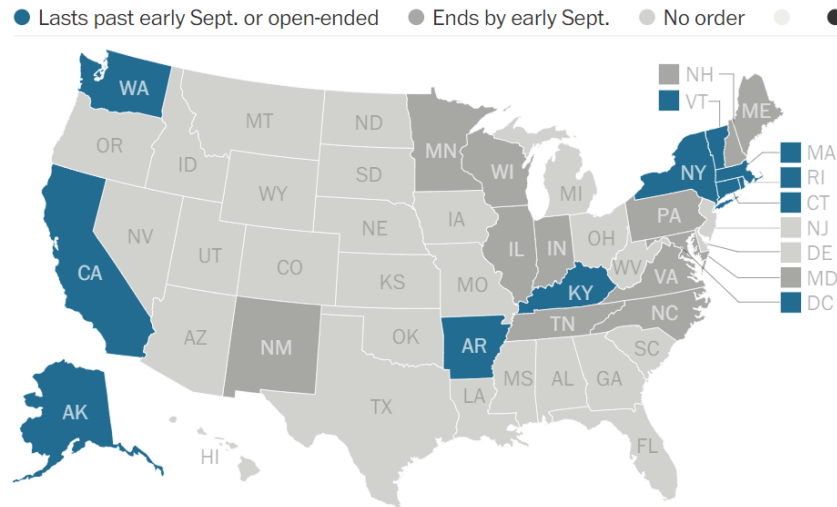 Lasts past early Sept. or open-ended Ends by early Sept. No order
WA
MT
ND
MN
NH
VT
ME
OR
ID
SD
WI
MI
NY
MA
RI
CT
NJ
DE
MD
DC
WY
IA
NE
PA
NV
UT
CO
IL
IN
OH
WV
VA
CA
KS
MO
KY
NC
TN
AZ
NM
OK
AR
SC
MS
AL
GA
LA
TX
AK
HI
FL